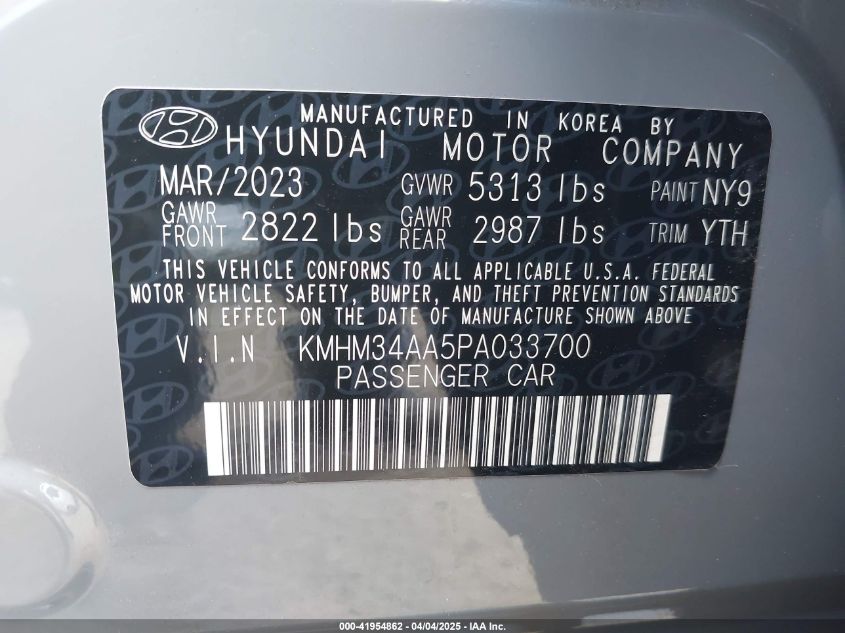 MANUFACTURED IN KOREA BY
HYUNDAI MOTOR COMPANY
MAR/2023 GVWR 5313 lbs PAINT NY9
GAWR FRONT 2822 lbs GAWR REAR 2987 lbs TRIM YTH
THIS VEHICLE CONFORMS TO ALL APPLICABLE U.S.A. FEDERAL
MOTOR VEHICLE SAFETY, BUMPER, AND THEFT PREVENTION STANDARDS
IN EFFECT ON THE DATE OF MANUFACTURE SHOWN ABOVE
V.I.N KMHM34AA5PA033700
PASSENGER CAR
000-41954862 - 04/04/2025 - IAA Inc.